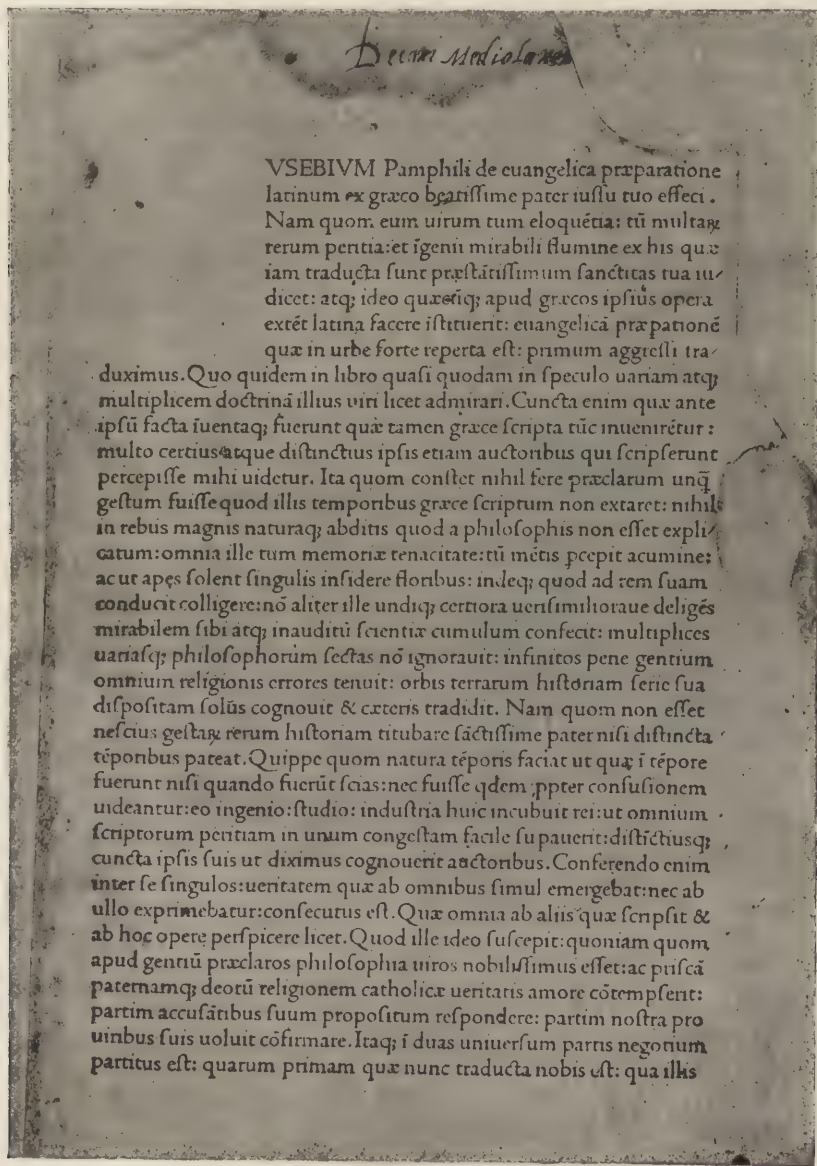 Decem Mediolanen
VSEBIVM Pamphili de euangelica præparatione
latinum ex græco beatissime pater iussu tuo effeci.
Nam quom eum uirum tum eloquētia: tū multaꝝ
rerum peritia: et īgenii mirabili flumine ex his quæ
iam traducta sunt præstātissimum sanctitas tua iu-
dicet: atq; ideo quæcūq; apud græcos ipsius opera
extēt latina facere īstituerit: euangelicā præpationē
quæ in urbe forte reperta est: primum aggressi tra-
duximus. Quo quidem in libro quasi quodam in speculo uariam atq;
multiplicem doctrinā illius uiri licet admirari. Cuncta enim quæ ante
ipsū facta īuentaq; fuerunt quæ tamen græce scripta tūc inuenirētur:
multo certius atque distinctius ipsis etiam auctoribus qui scripserunt
percepisse mihi uidetur. Ita quom constet nihil fere præclarum unq̄
gestum fuisse quod illis temporibus græce scriptum non extaret: nihil
in rebus magnis naturaq; abditis quod a philosophis non esset expli-
catum: omnia ille tum memoriæ tenacitate: tū mētis ꝑcepit acumine:
ac ut apes solent singulis insidere floribus: indeq; quod ad rem suam
conducit colligere: nō aliter ille undiq; certiora uerisimilioraue deligēs
mirabilem sibi atq; inauditū scientiæ cumulum confecit: multiplices
uariasq; philosophorum sectas nō ignorauit: infinitos pene gentium
omnium religionis errores tenuit: orbis terrarum historiam serie sua
dispositam solus cognouit & cæteris tradidit. Nam quom non esset
nescius gestaꝝ rerum historiam titubare sāctissime pater nisi distincta
tēporibus pateat. Quippe quom natura tēporis faciat ut quæ ī tēpore
fuerunt nisi quando fuerūt scias: nec fuisse qdem ꝓpter confusionem
uideantur: eo ingenio: studio: industria huic incubuit rei: ut omnium
scriptorum peritiam in unum congestam facile supauerit: distīctiusq;
cuncta ipsis suis ut diximus cognouerit auctoribus. Conferendo enim
inter se singulos: ueritatem quæ ab omnibus simul emergebat: nec ab
ullo exprimebatur: consecutus est. Quæ omnia ab aliis quæ scripsit &
ab hoc opere perspicere licet. Quod ille ideo suscepit: quoniam quom
apud gentiū præclaros philosophia uiros nobilissimus esset: ac priscā
paternamq; deorū religionem catholicæ ueritatis amore cōtempserit:
partim accusātibus suum propositum respondere: partim nostra pro
uiribus suis uoluit cōfirmare. Itaq; ī duas uniuersum partis negotium
partitus est: quarum primam quæ nunc traducta nobis est: qua illis